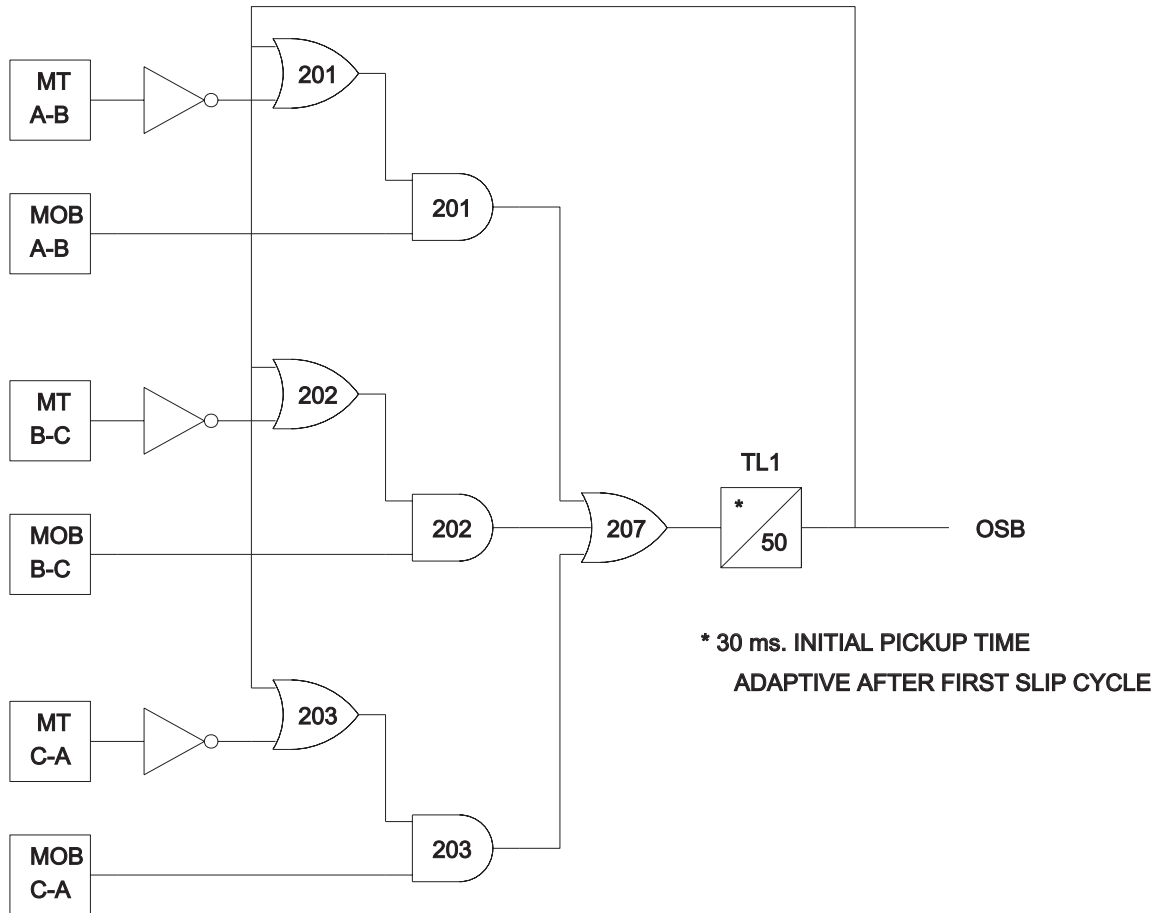 MT
A-B
201
MOB
A-B
201
MT
B-C
202
MOB
B-C
202
207
TL1
*
50
OSB
* 30 ms. INITIAL PICKUP TIME
ADAPTIVE AFTER FIRST SLIP CYCLE
MT
C-A
203
MOB
C-A
203